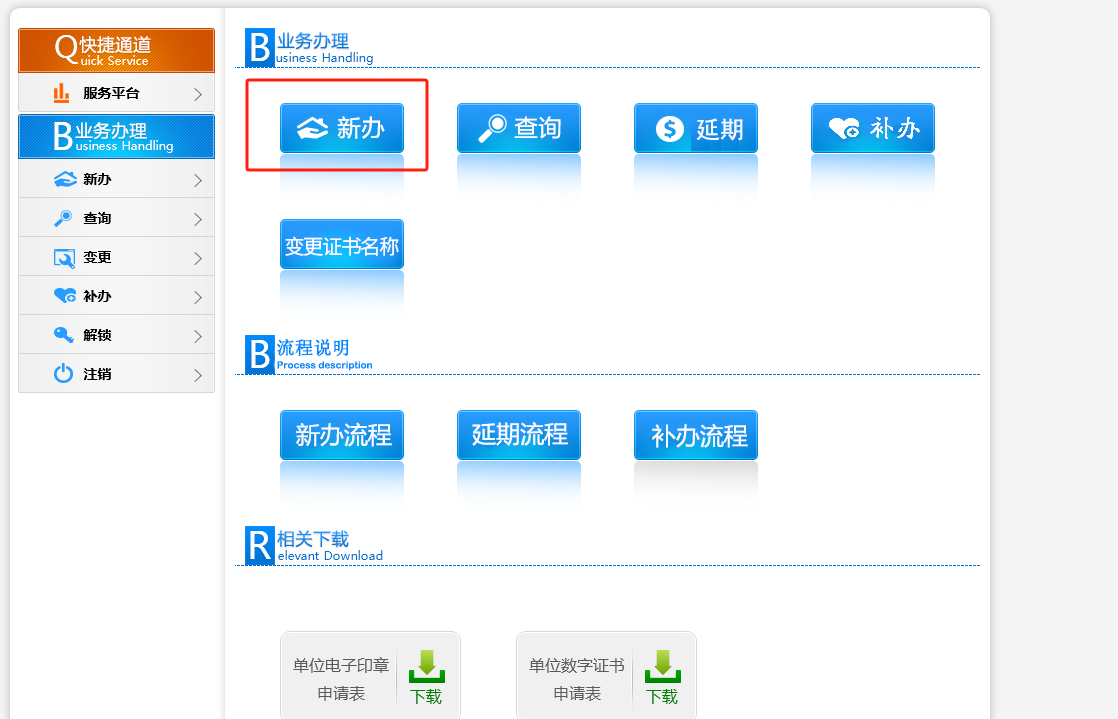 Q快捷通道
uick Service
服务平台
B业务办理
usiness Handling
新办
查询
变更
补办
解锁
注销
B业务办理
usiness Handling
新办
查询
延期
补办
变更证书名称
B流程说明
Process description
新办流程
延期流程
补办流程
R相关下载
elevant Download
单位电子印章
申请表
下载
单位数字证书
申请表
下载